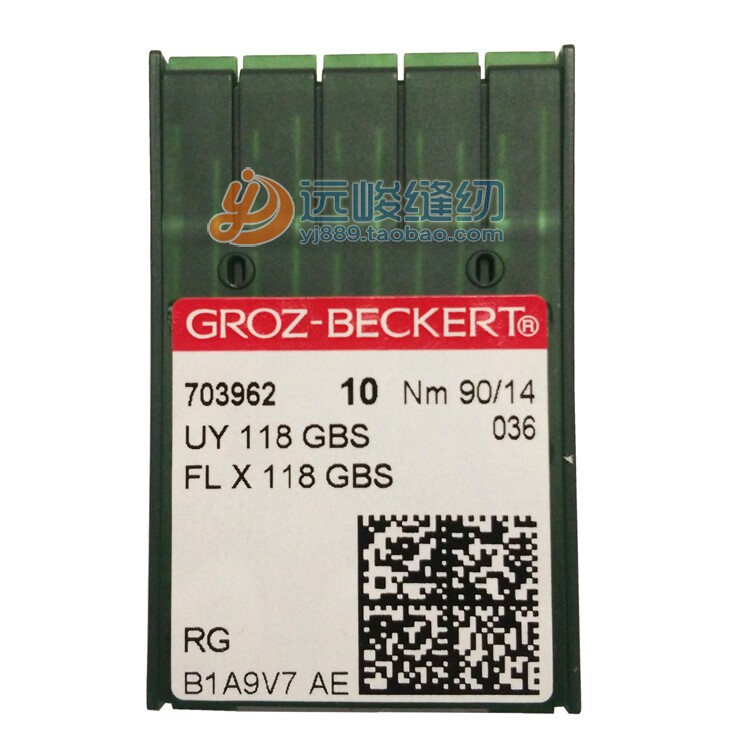 远峻缝纫
yj889.taobao.com
GROZ-BECKERT®
703962 10 Nm 90/14
UY 118 GBS 036
FL X 118 GBS
RG
B1A9V7 AE